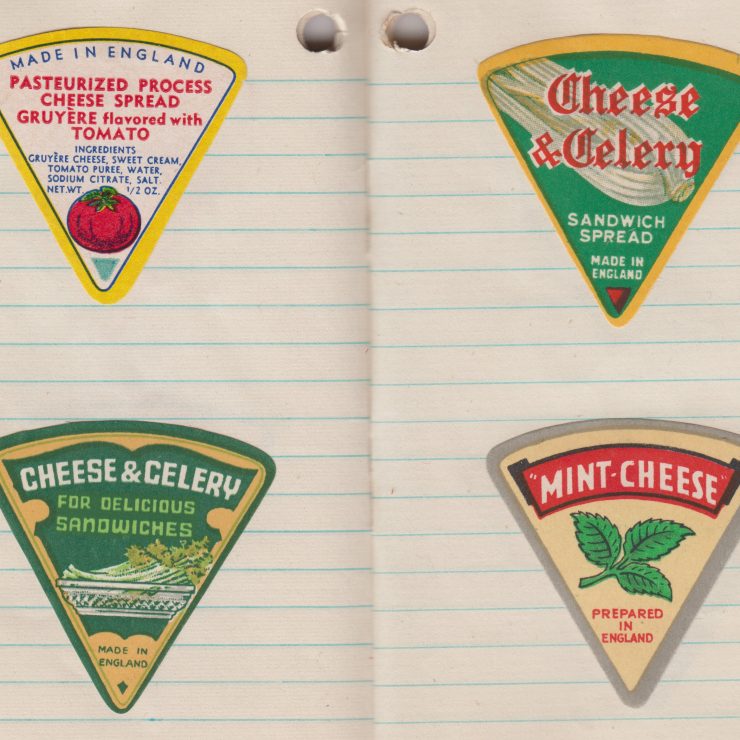 MADE IN ENGLAND
PASTEURIZED PROCESS
CHEESE SPREAD
GRUYÈRE flavored with
TOMATO
INGREDIENTS
GRUYÈRE CHEESE, SWEET CREAM,
TOMATO PUREE, WATER,
SODIUM CITRATE, SALT.
NET. WT. 1/2 OZ.
Cheese
& Celery
SANDWICH
SPREAD
MADE IN
ENGLAND
CHEESE & CELERY
FOR DELICIOUS
SANDWICHES
MADE IN
ENGLAND
"MINT-CHEESE"
PREPARED
IN
ENGLAND